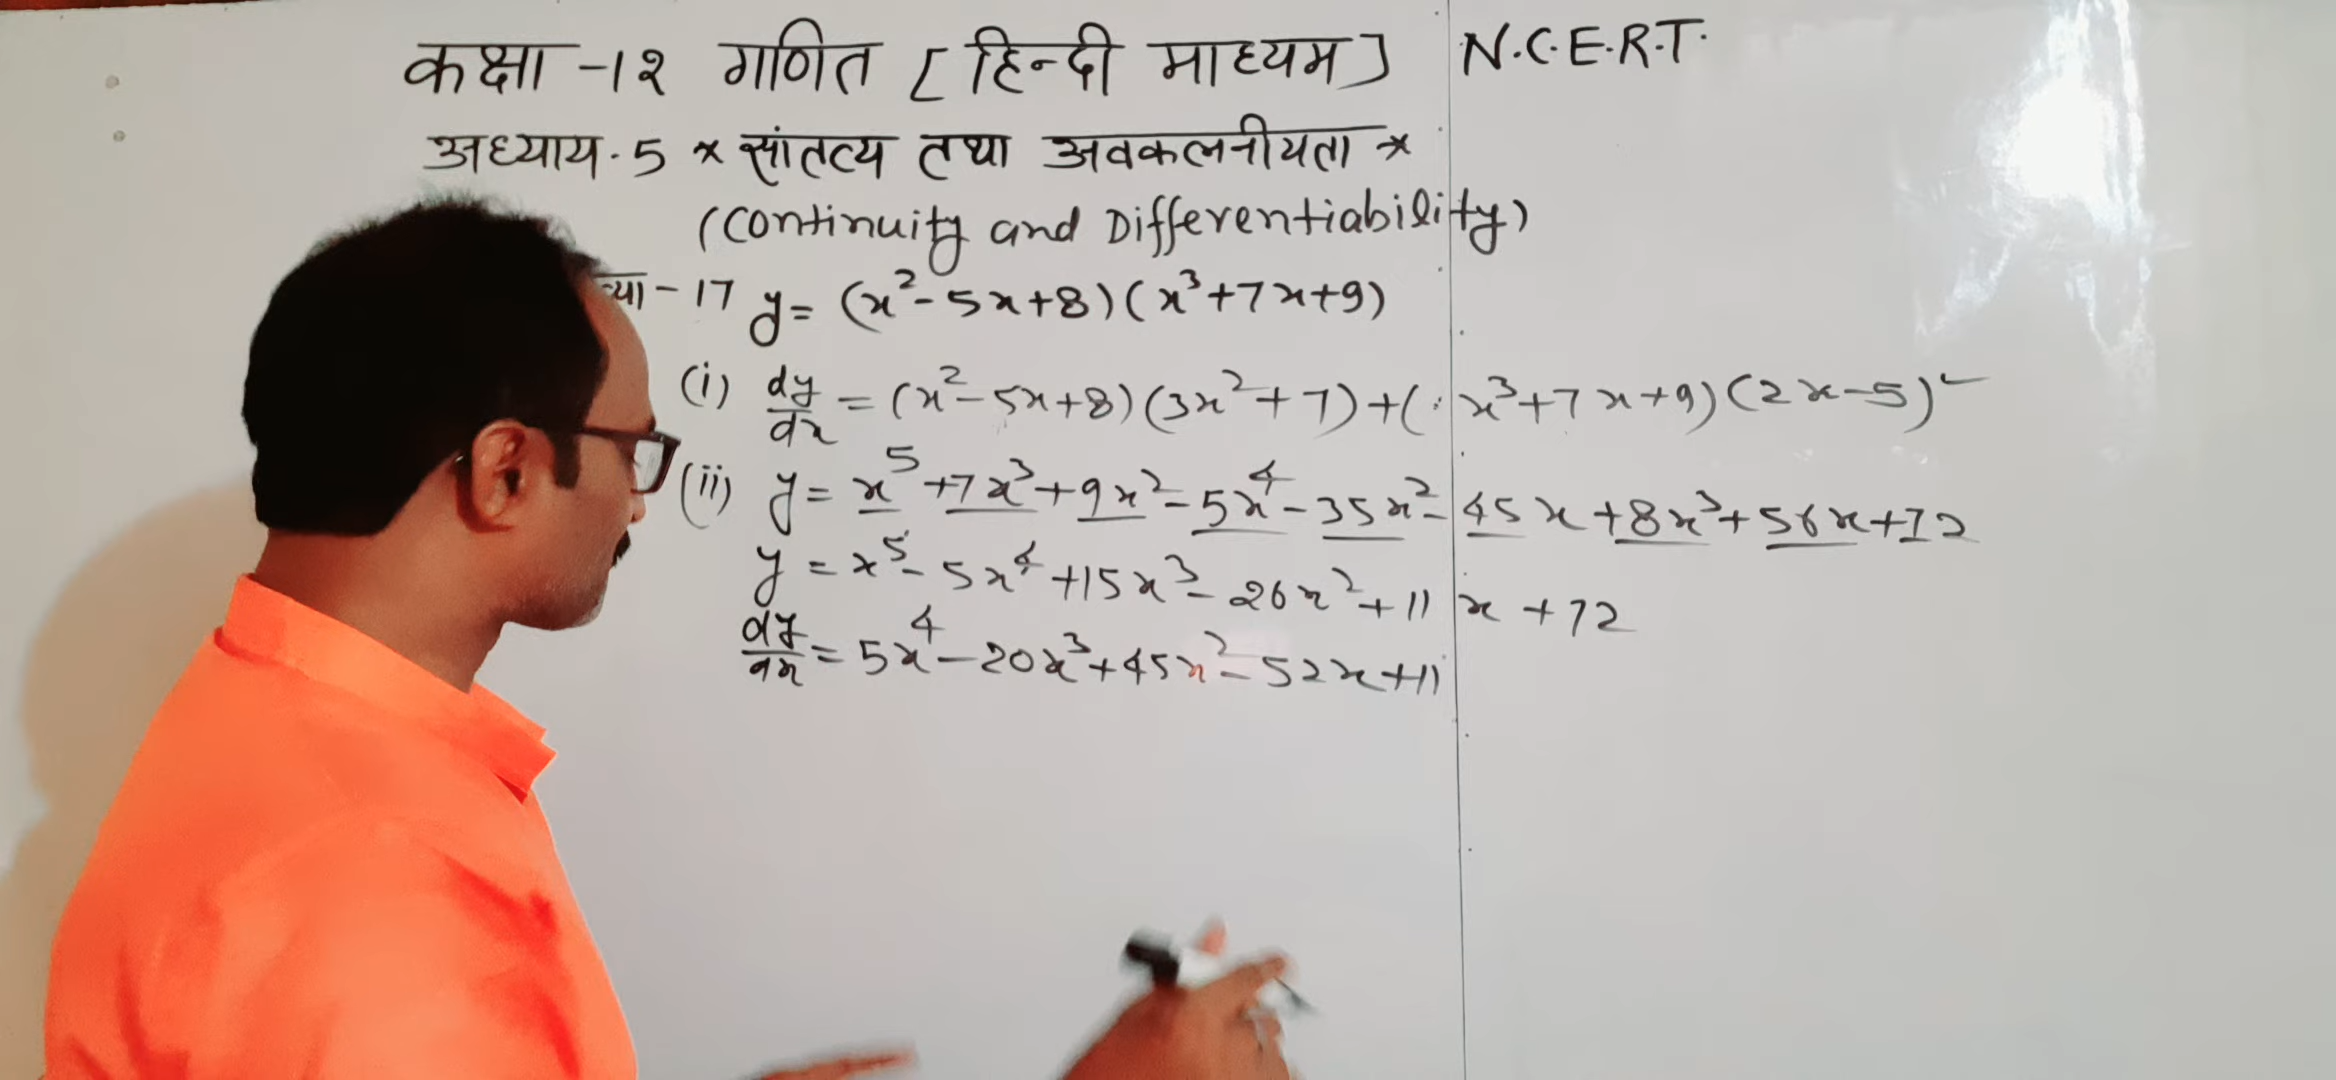 कक्षा -१२ गणित [हिन्दी माध्यम] N.C.E.R.T.
अध्याय.5 * सांतत्य तथा अवकलनीयता *
(Continuity and Differentiability)
-17 y= (x²-5x+8)(x³+7x+9)
(i) dy/dx = (x²-5x+8)(3x²+7)+(x³+7x+9)(2x-5)
(ii) y= x⁵+7x³+9x²-5x⁴-35x²-45x+8x³+56x+72
y = x⁵-5x⁴+15x³-26x²+11x+72
dy/dx = 5x⁴-20x³+45x²-52x+11